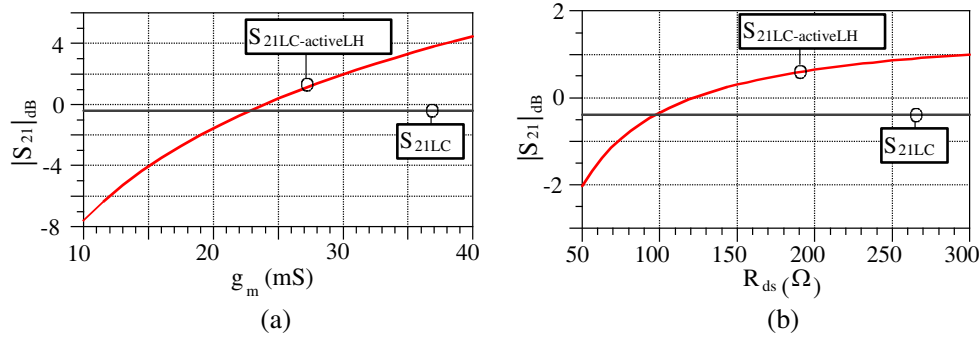 |S21|dB
4
0
-4
-8
S21LC-activeLH
S21LC
10
20
30
40
gm (mS)
(a)
|S21|dB
2
0
-2
S21LC-activeLH
S21LC
50
100
150
200
250
300
Rds (Ω)
(b)